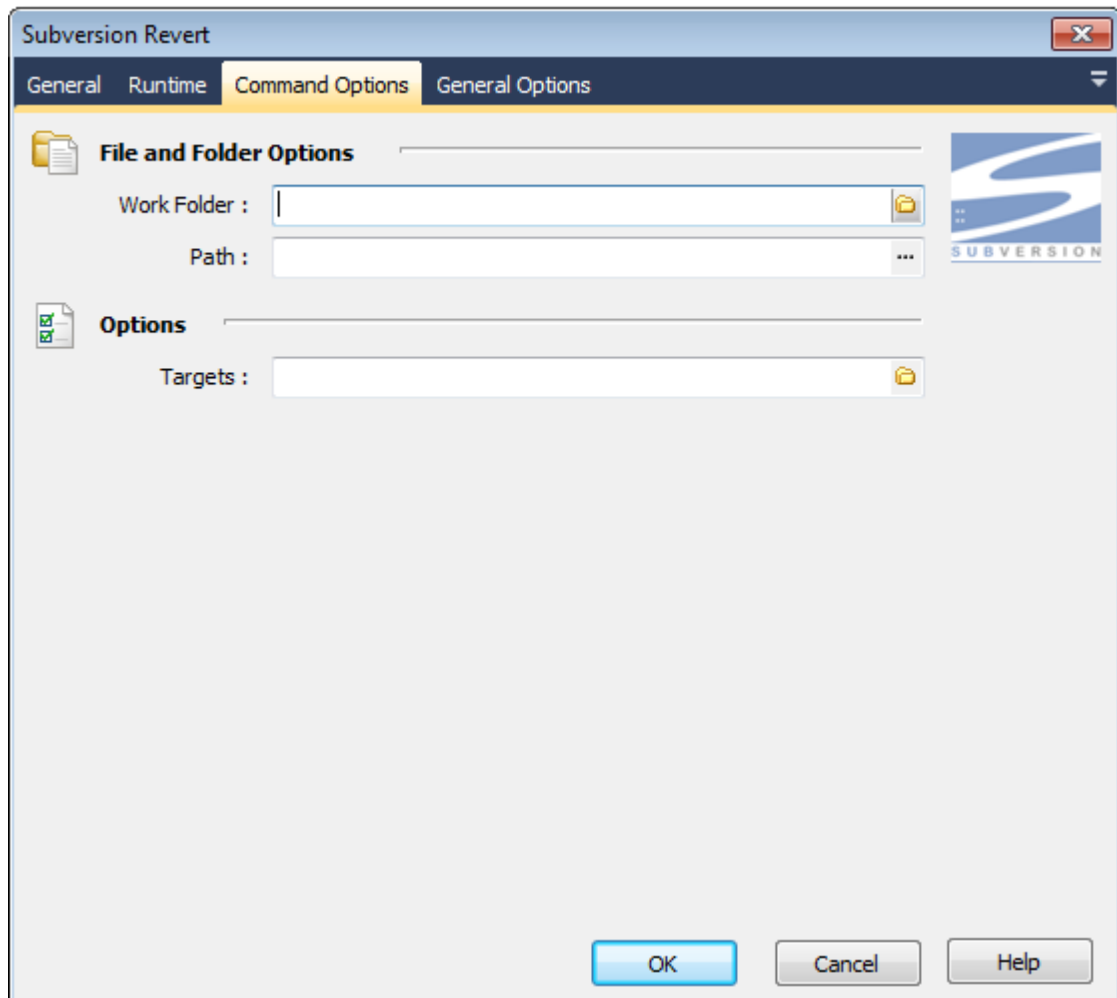 Subversion Revert
General Runtime Command Options General Options
File and Folder Options
Work Folder :
Path :
...
SUBVERSION
Options
Targets :
OK Cancel Help